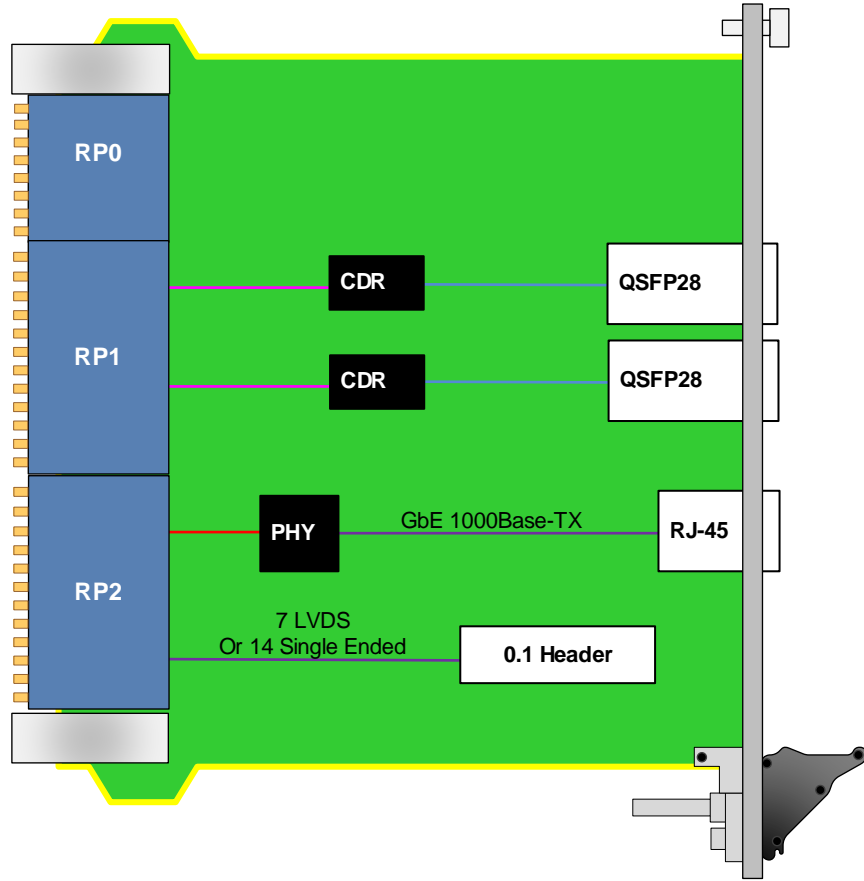 RP0
CDR
QSFP28
RP1
CDR
QSFP28
GbE 1000Base-TX
PHY
RJ-45
RP2
7 LVDS
Or 14 Single Ended
0.1 Header